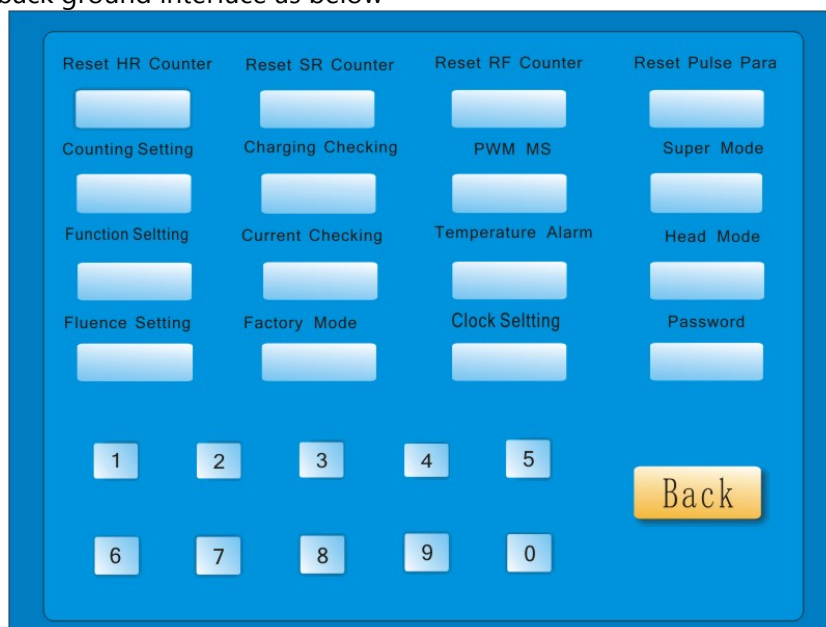 back ground interface as below
Reset HR Counter Reset SR Counter Reset RF Counter Reset Pulse Para
Counting Setting Charging Checking PWM MS Super Mode
Function Seltting Current Checking Temperature Alarm Head Mode
Fluence Setting Factory Mode Clock Seltting Password
1 2 3 4 5
Back
6 7 8 9 0